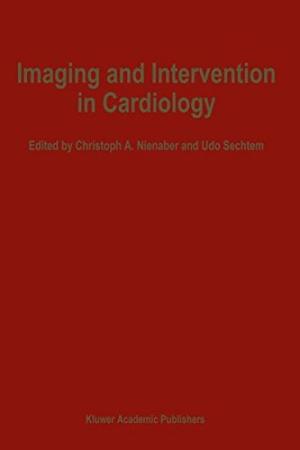 Imaging and Intervention
in Cardiology
Edited by Christoph A. Nienaber and Udo Sechtem
Kluwer Academic Publishers